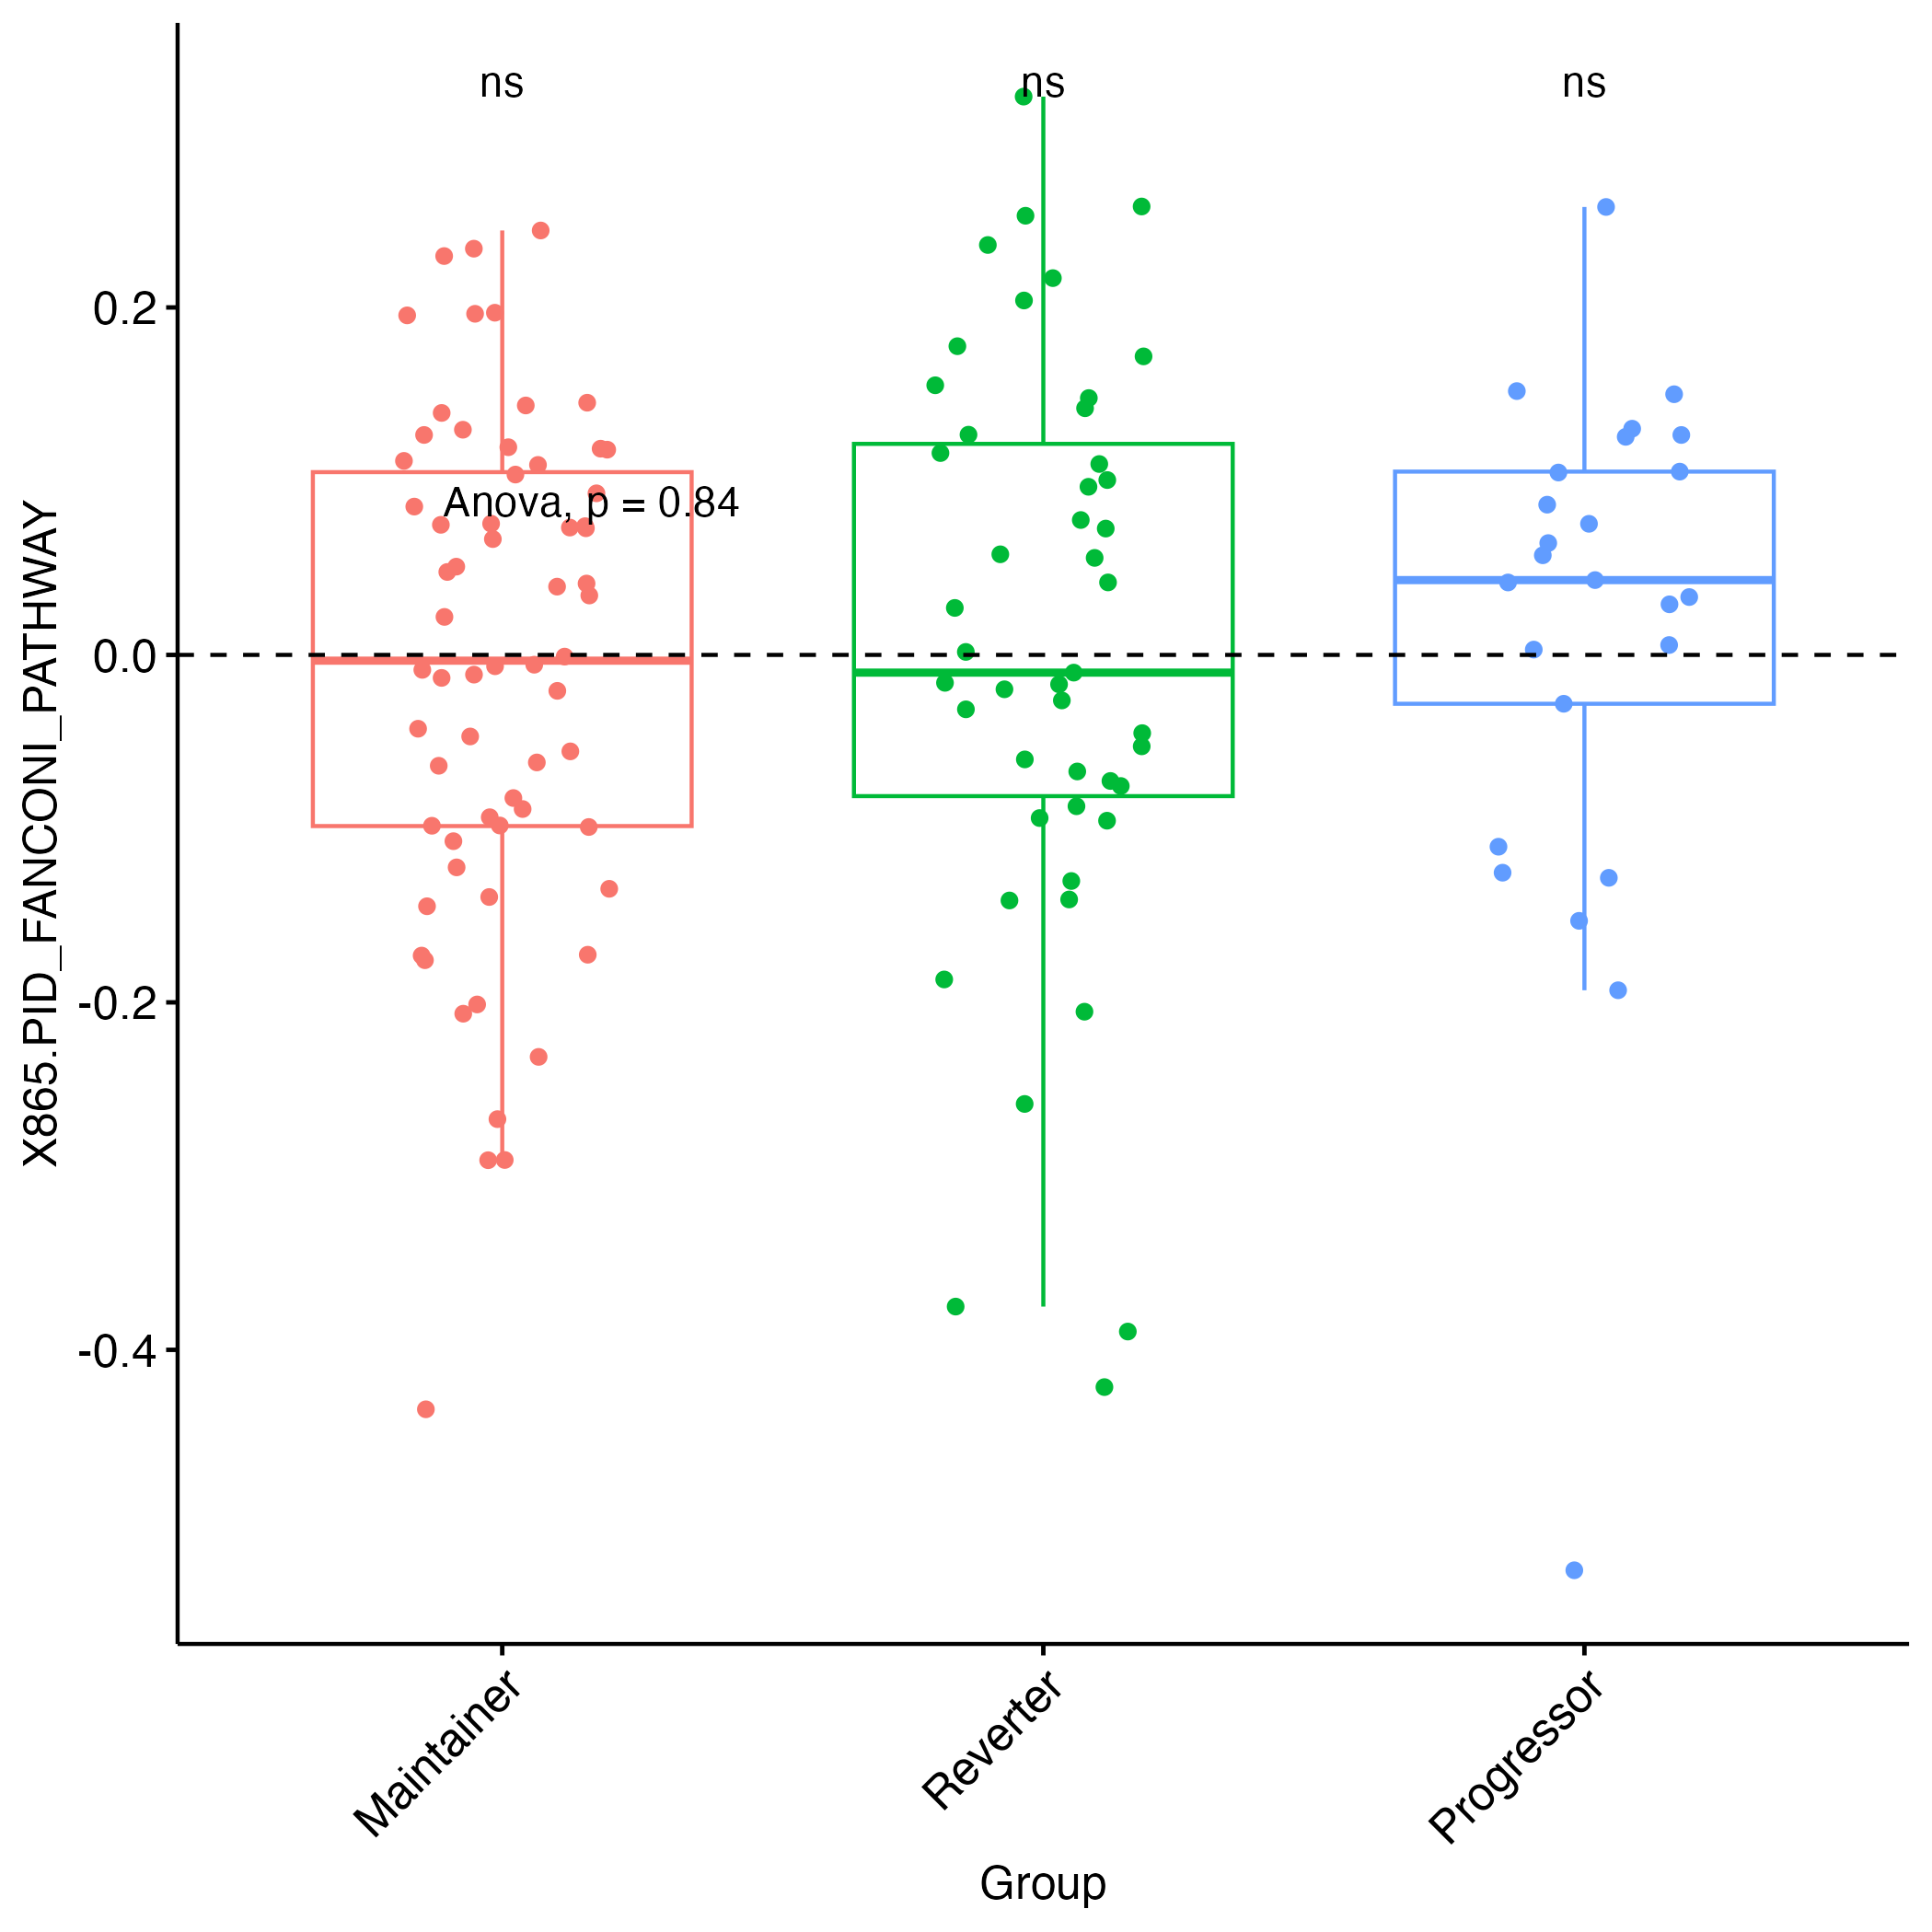 ns
ns
ns
Anova, p = 0.84
X865.PID_FANCONI_PATHWAY
0.2
0.0
-0.2
-0.4
Maintainer
Reverter
Progressor
Group